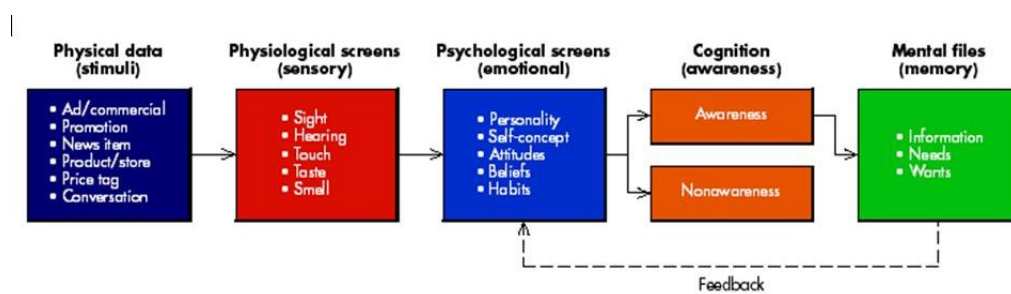 Physical data
(stimuli)
Physiological screens
(sensory)
Psychological screens
(emotional)
Cognition
(awareness)
Mental files
(memory)
▪ Ad/commercial
▪ Promotion
▪ News item
▪ Product/store
▪ Price tag
▪ Conversation
▪ Sight
▪ Hearing
▪ Touch
▪ Taste
▪ Smell
▪ Personality
▪ Self-concept
▪ Attitudes
▪ Beliefs
▪ Habits
Awareness
Nonawareness
▪ Information
▪ Needs
▪ Wants
Feedback